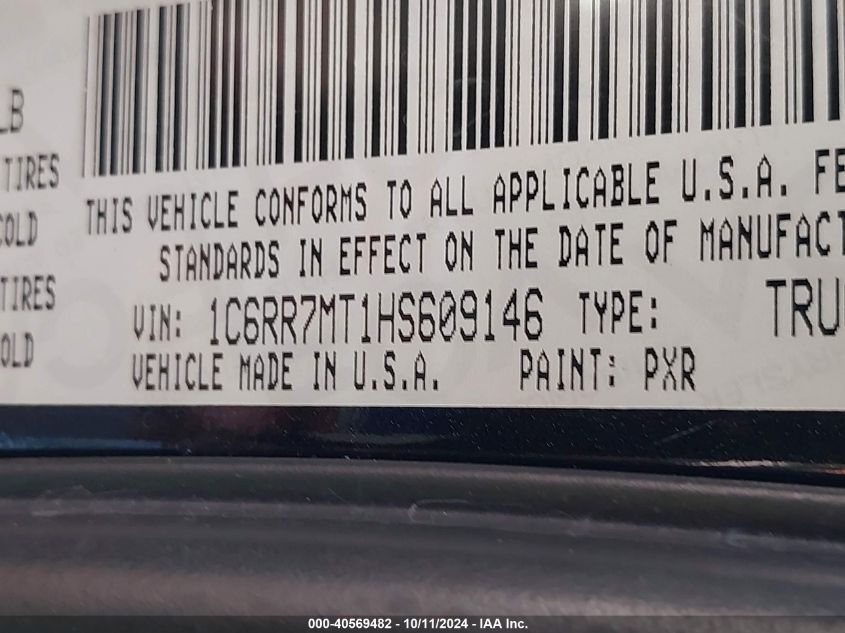 LB
TIRES
COLD
TIRES
OLD
THIS VEHICLE CONFORMS TO ALL APPLICABLE U.S.A. FE
STANDARDS IN EFFECT ON THE DATE OF MANUFACT
VIN: 1C6RR7MT1HS609146 TYPE: TRU
VEHICLE MADE IN U.S.A. PAINT: PXR
000-40569482 - 10/11/2024 - IAA Inc.